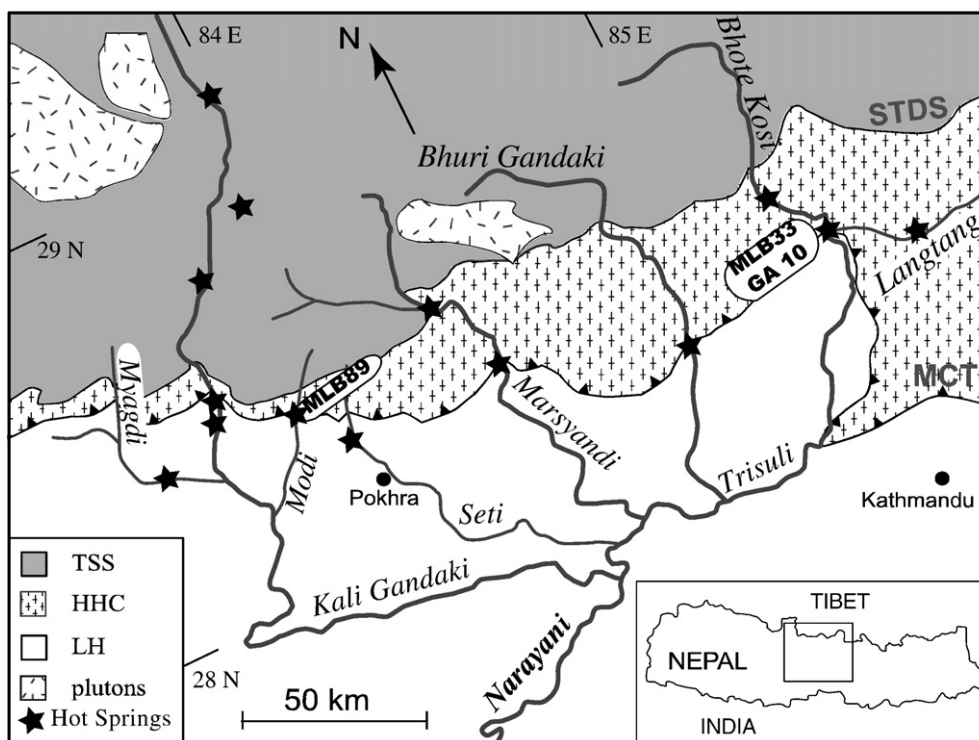 84 E
85 E
N
Bhote Kosi
STDS
Bhuri Gandaki
29 N
MLB33
GA 10
Langtang
Myagdi
MLB89
MCT
Marsyandi
Modi
Trisuli
Pokhra
Kathmandu
Seti
Kali Gandaki
Narayani
28 N
50 km
TSS
HHC
LH
plutons
Hot Springs
TIBET
NEPAL
INDIA